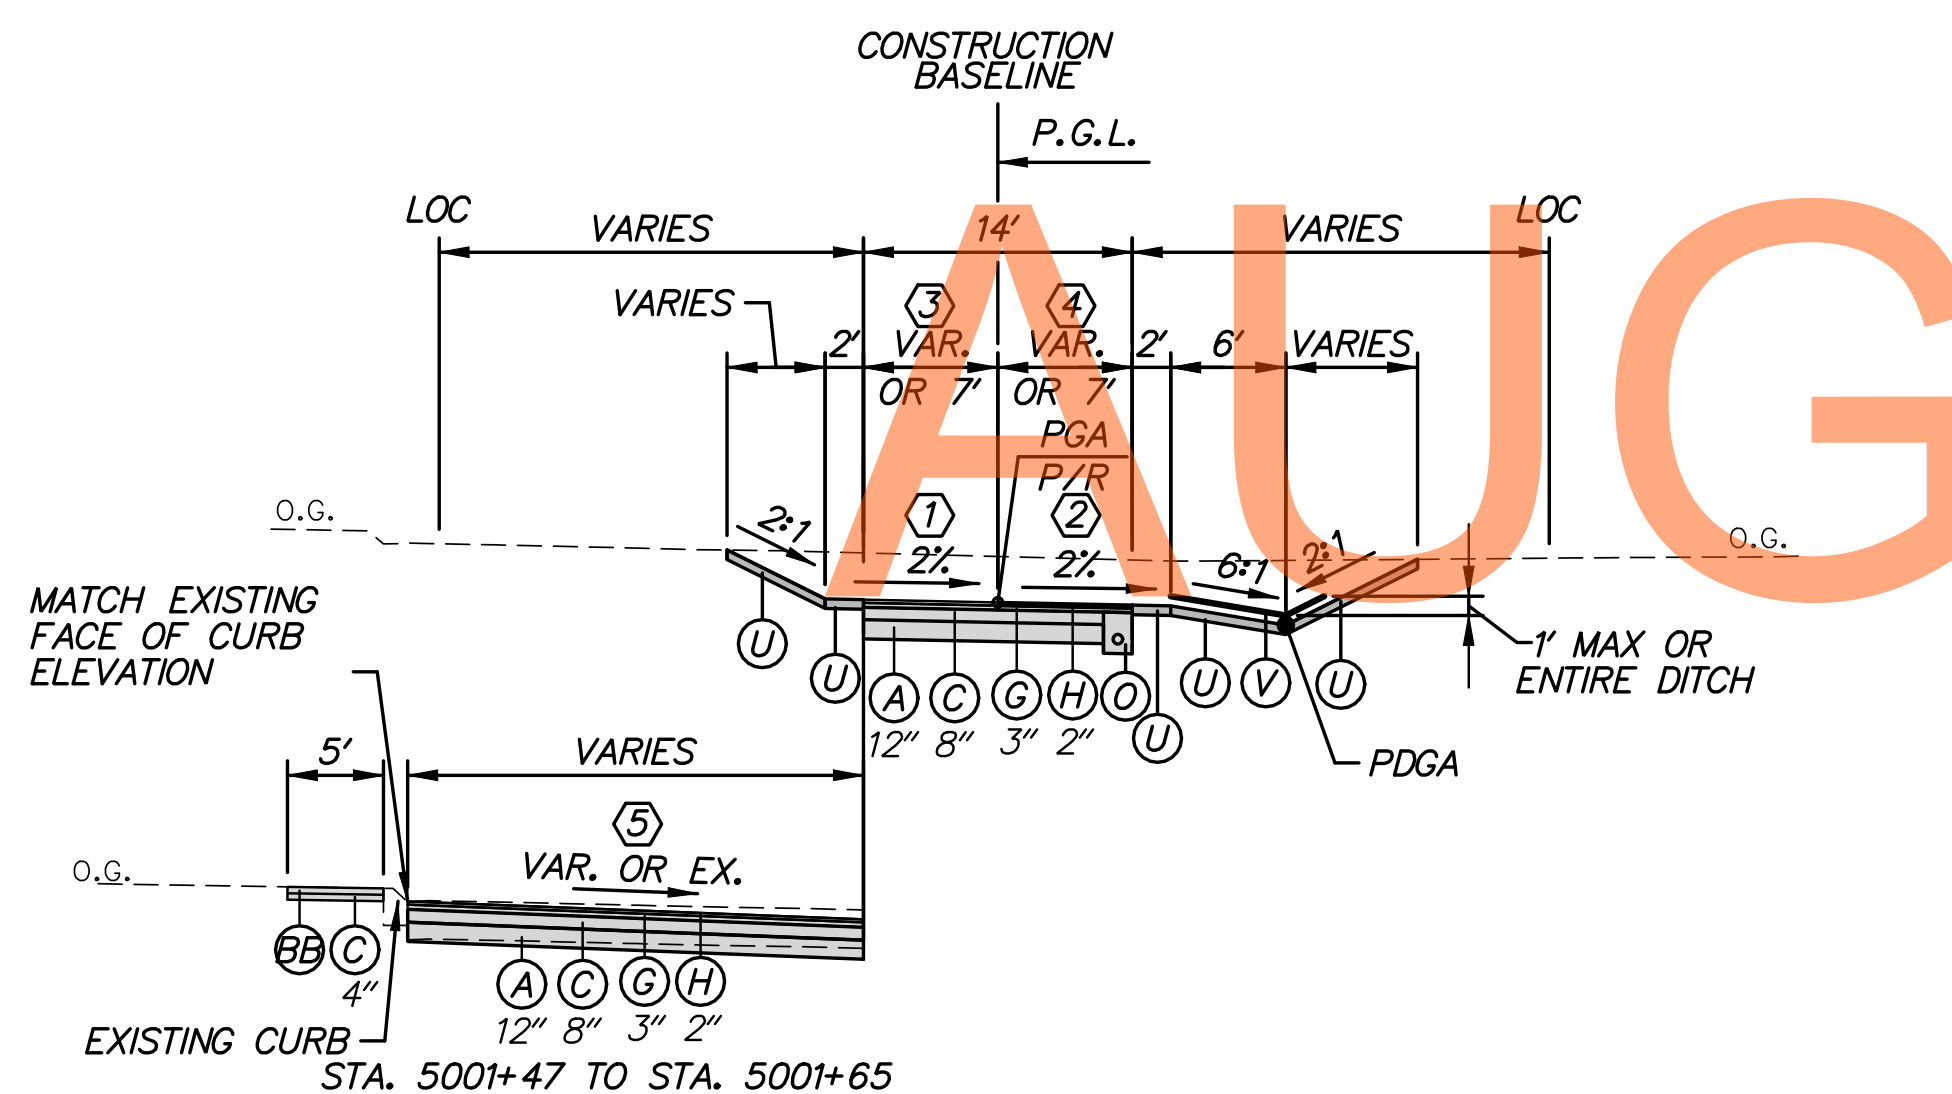 CONSTRUCTION
BASELINE
P.G.L.
LOC
VARIES
14'
VARIES
LOC
VARIES
3
4
2'
VAR.
VAR.
2'
6'
VARIES
OR 7'
OR 7'
PGA
P/R
O.G.
2:1
1
2
2%
2%
6:1
2:1
O.G.
AUG
MATCH EXISTING
FACE OF CURB
ELEVATION
U
U
A
C
G
H
O
U
U
V
U
1' MAX OR
ENTIRE DITCH
12" 8" 3" 2"
PDGA
5'
VARIES
5
VAR. OR EX.
O.G.
BB
C
4"
A
C
G
H
12" 8" 3" 2"
EXISTING CURB
STA. 5001+47 TO STA. 5001+65